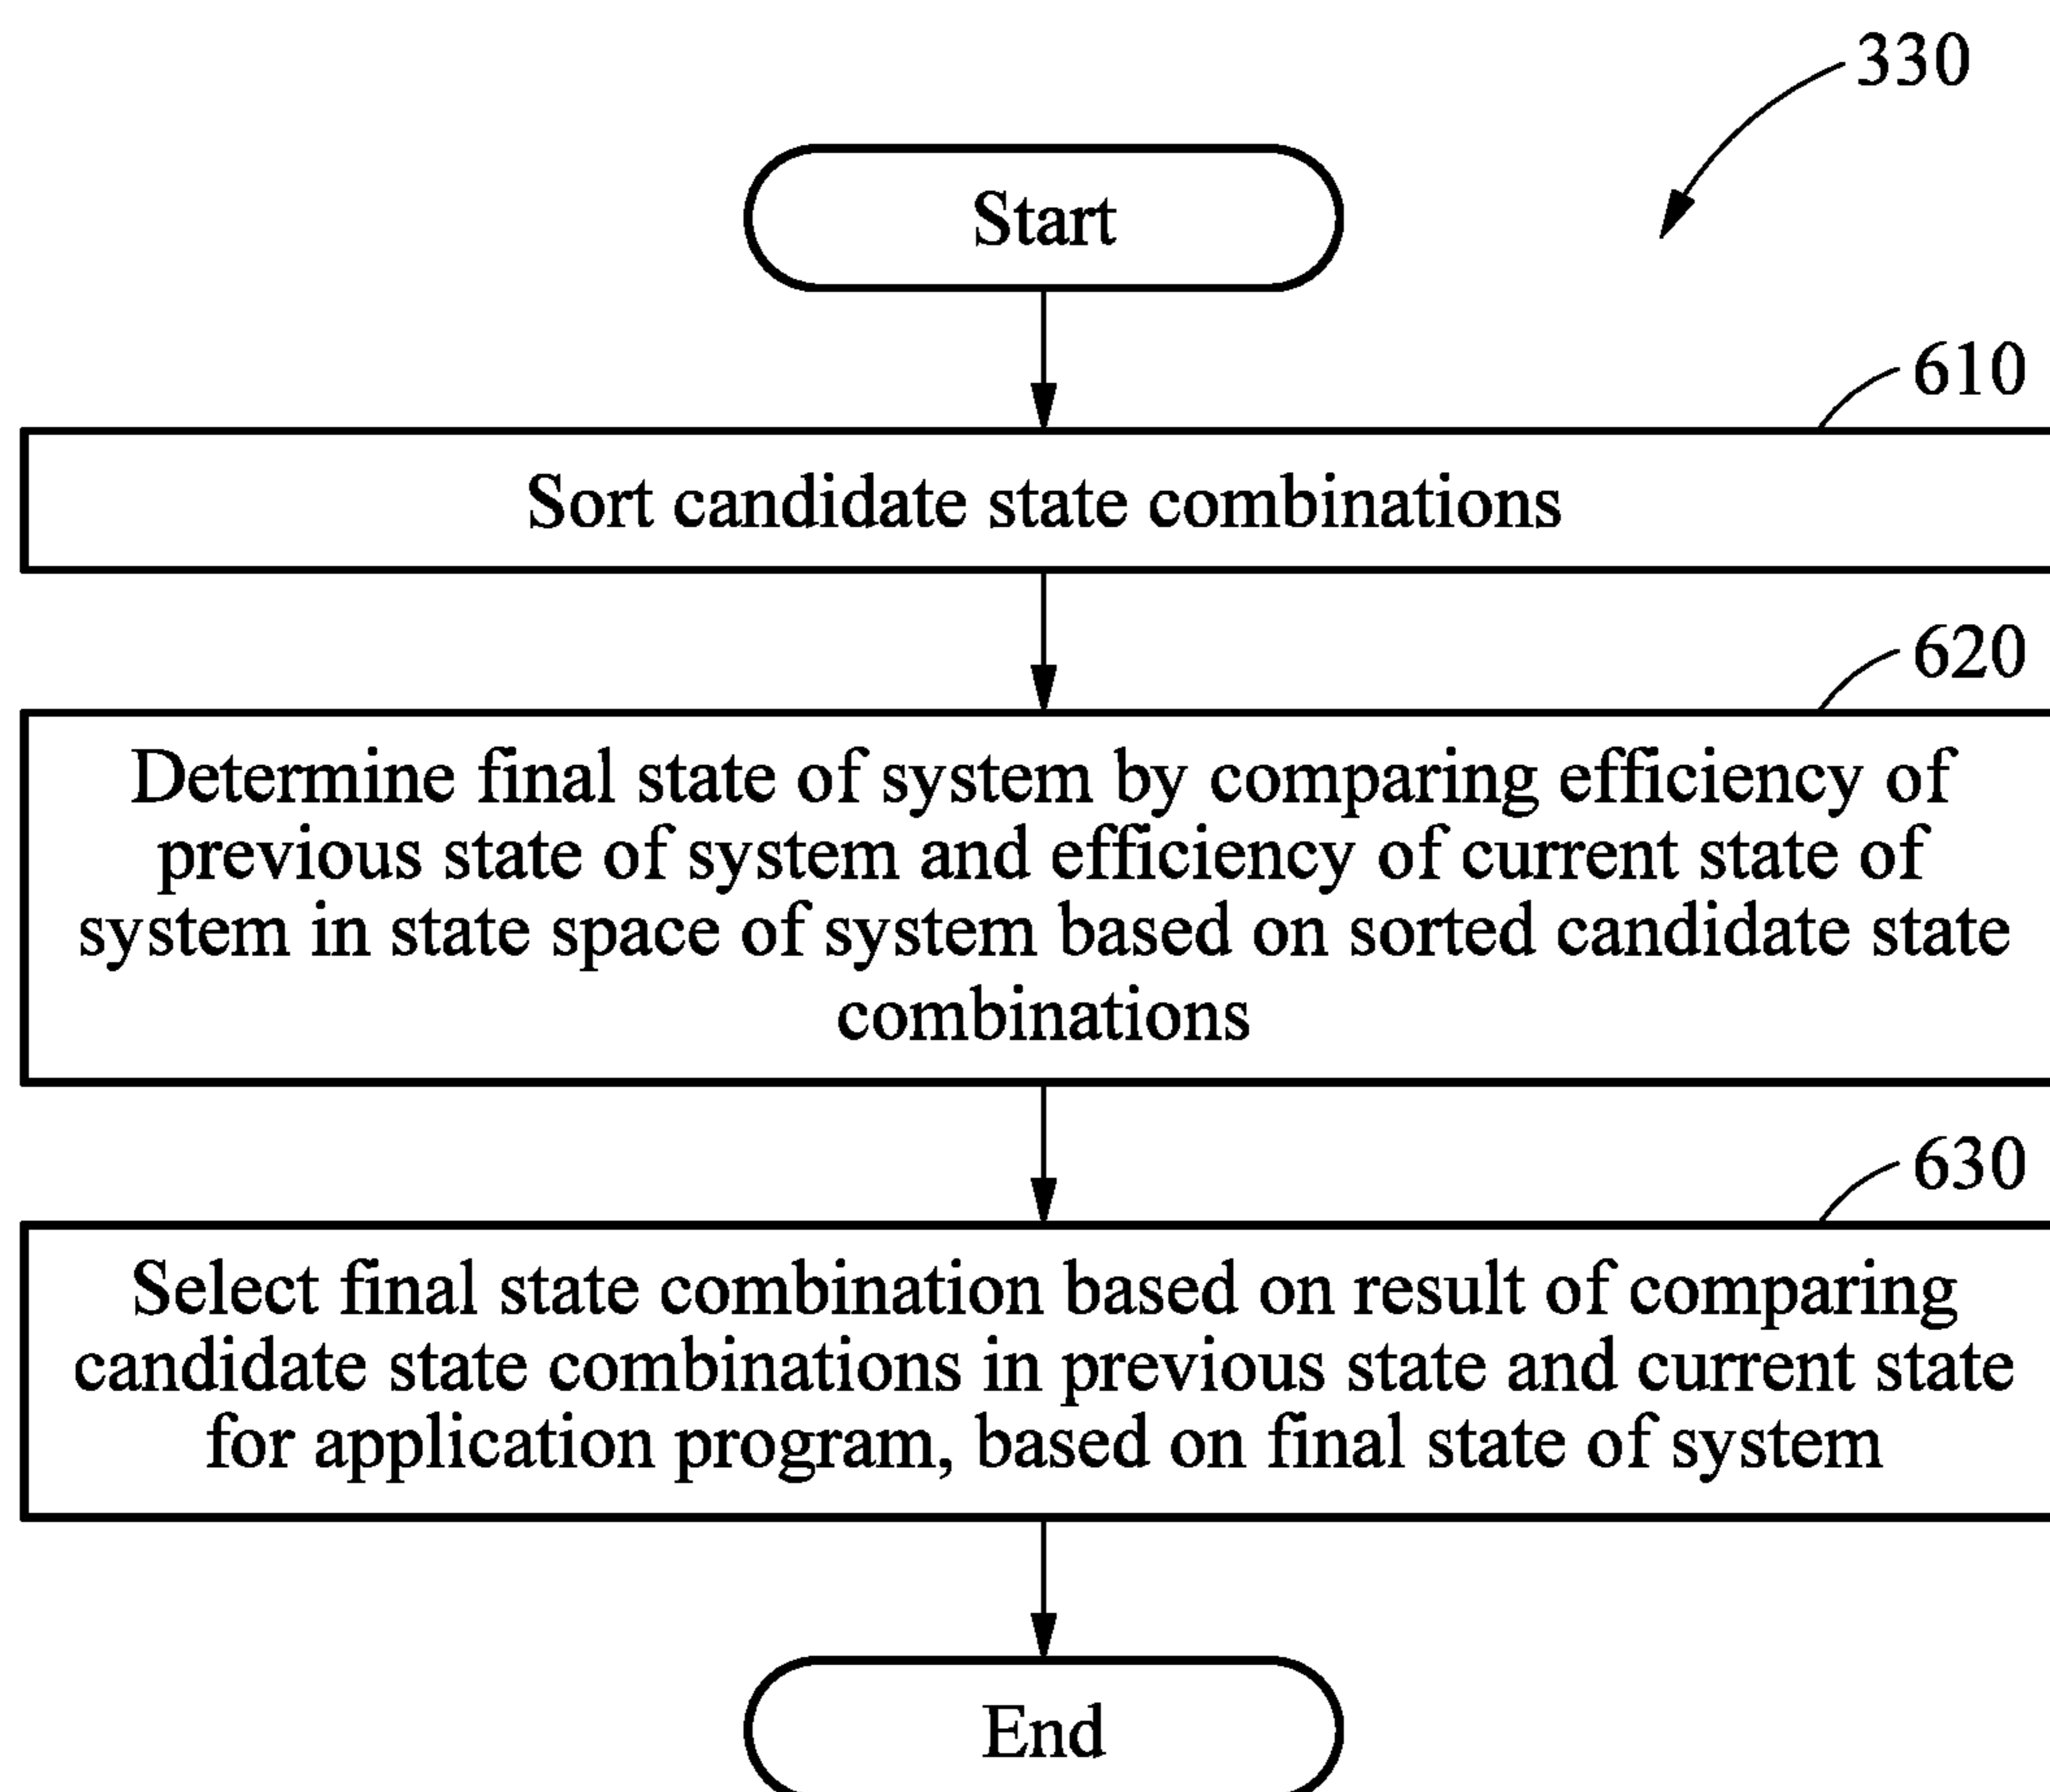 330
Start
610
Sort candidate state combinations
620
Determine final state of system by comparing efficiency of
previous state of system and efficiency of current state of
system in state space of system based on sorted candidate state
combinations
630
Select final state combination based on result of comparing
candidate state combinations in previous state and current state
for application program, based on final state of system
End